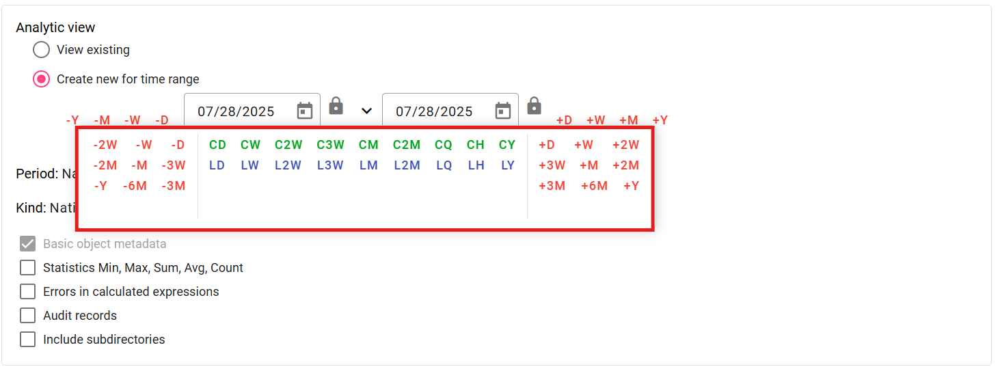 Analytic view
View existing
Create new for time range
-Y -M -W -D 07/28/2025 07/28/2025 +D +W +M +Y
-2W -W -D CD CW C2W C3W CM C2M CQ CH CY +D +W +2W
-2M -M -3W LD LW L2W L3W LM L2M LQ LH LY +3W +M +2M
Period: Na
-Y -6M -3M +3M +6M +Y
Kind: Nati
Basic object metadata
Statistics Min, Max, Sum, Avg, Count
Errors in calculated expressions
Audit records
Include subdirectories